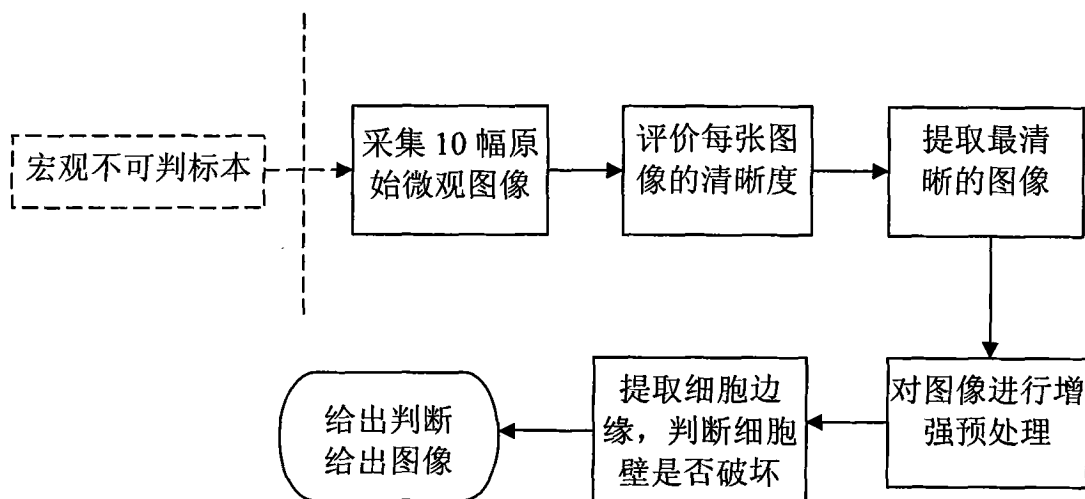 宏观不可判标本
采集 10 幅原
始微观图像
评价每张图
像的清晰度
提取最清
晰的图像
对图像进行增
强预处理
提取细胞边
缘，判断细胞
壁是否破坏
给出判断
给出图像